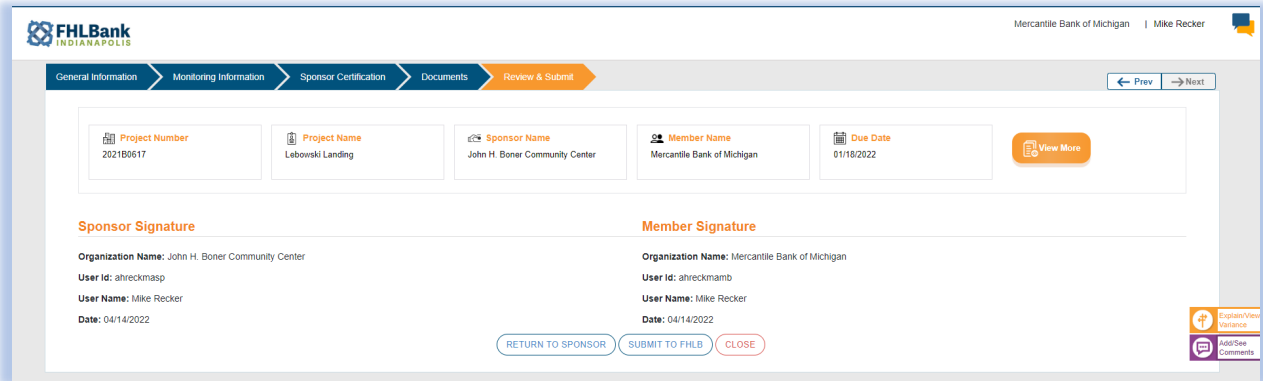 FHLBank
INDIANAPOLIS
Mercantile Bank of Michigan | Mike Recker
General Information Monitoring Information Sponsor Certification Documents Review & Submit
← Prev → Next
Project Number
2021B0617
Project Name
Lebowski Landing
Sponsor Name
John H. Boner Community Center
Member Name
Mercantile Bank of Michigan
Due Date
01/18/2022
View More
Sponsor Signature
Organization Name: John H. Boner Community Center
User Id: ahreckmasp
User Name: Mike Recker
Date: 04/14/2022
Member Signature
Organization Name: Mercantile Bank of Michigan
User Id: ahreckmamb
User Name: Mike Recker
Date: 04/14/2022
RETURN TO SPONSOR SUBMIT TO FHLB CLOSE
Explain/View
Variance
Add/See
Comments